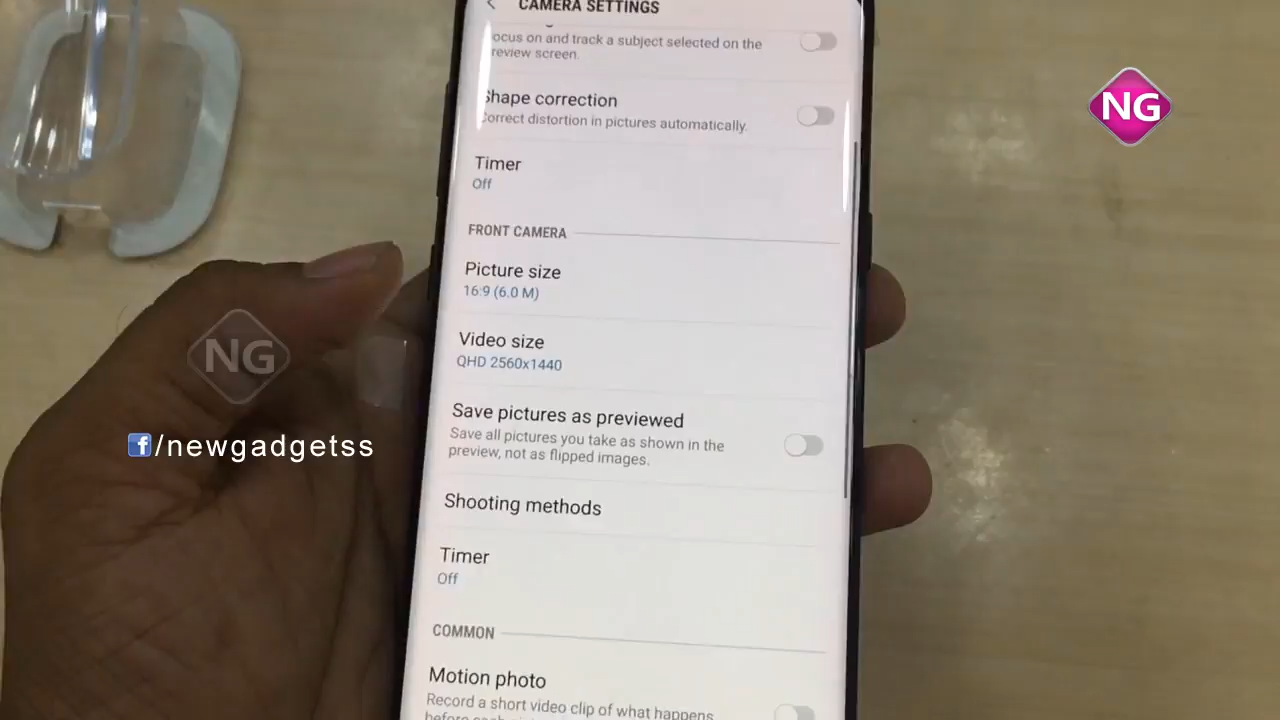 CAMERA SETTINGS
ocus on and track a subject selected on the
review screen.
Shape correction
Correct distortion in pictures automatically.
Timer
Off
FRONT CAMERA
Picture size
16:9 (6.0 M)
Video size
QHD 2560x1440
Save pictures as previewed
Save all pictures you take as shown in the
preview, not as flipped images.
Shooting methods
Timer
Off
COMMON
Motion photo
Record a short video clip of what happens
NG
NG
/newgadgetss